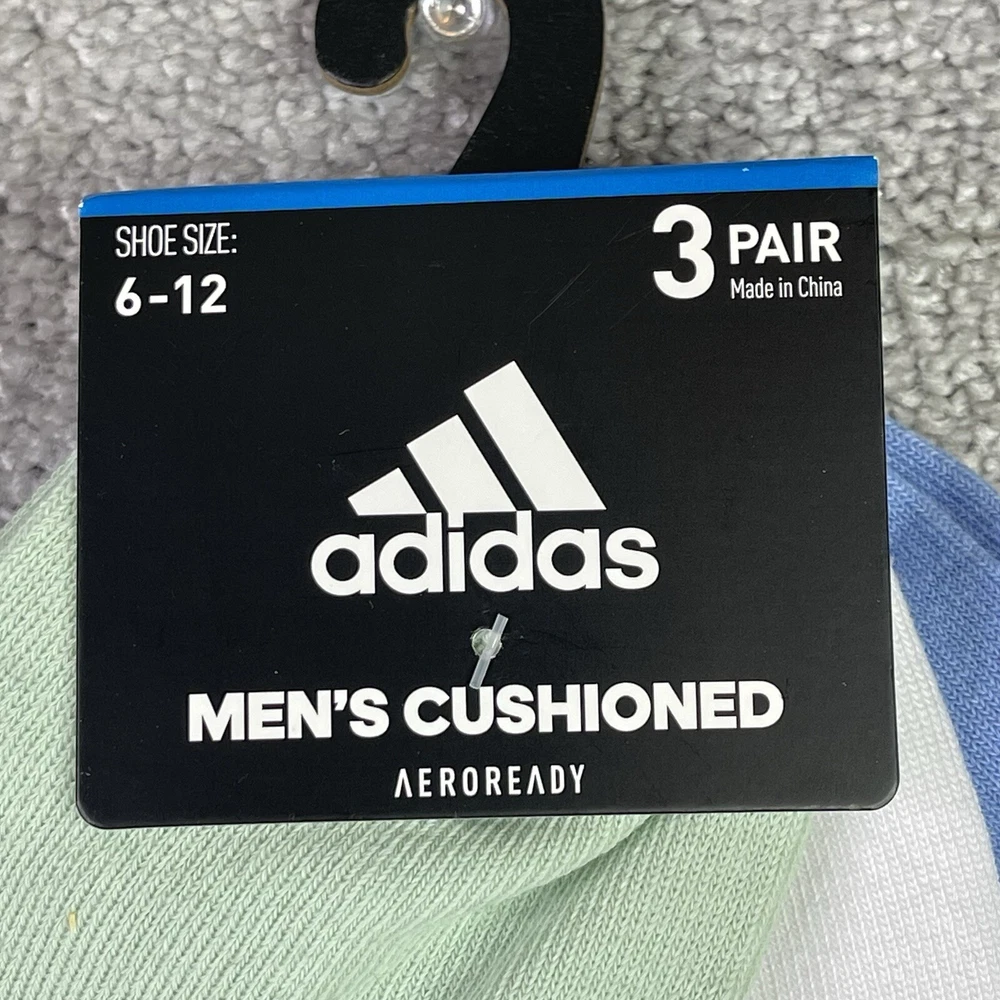 SHOE SIZE:
6-12
3 PAIR
Made in China
adidas
MEN'S CUSHIONED
AEROREADY